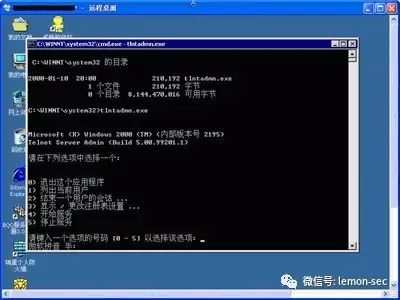 远程桌面
我的文
C:\WINNT\system32\cmd.exe - tlntadmn.exe
C:\WINNT\system32 的目录
2000-01-10 20:00 210,192 tlntadmn.exe
1 个文件 210,192 字节
0 个目录 8,144,470,016 可用字节
C:\WINNT\system32>tlntadmn.exe
Microsoft (R) Windows 2000 (TM) (内部版本号 2195)
Telnet Server Admin (Build 5.00.99201.1)
请在下列选项中选择一个:
0) 退出这个应用程序
1) 列出当前用户
2) 结束一个用户的会话 ...
3) 显示 / 更改注册表设置 ...
4) 开始服务
5) 停止服务
请键入一个选项的号码 [0 - 5] 以选择该选项:
微软拼音 半:
我的电
网上邻
Internet
Explorer
瑞星个人防
火墙
微信号: lemon-sec